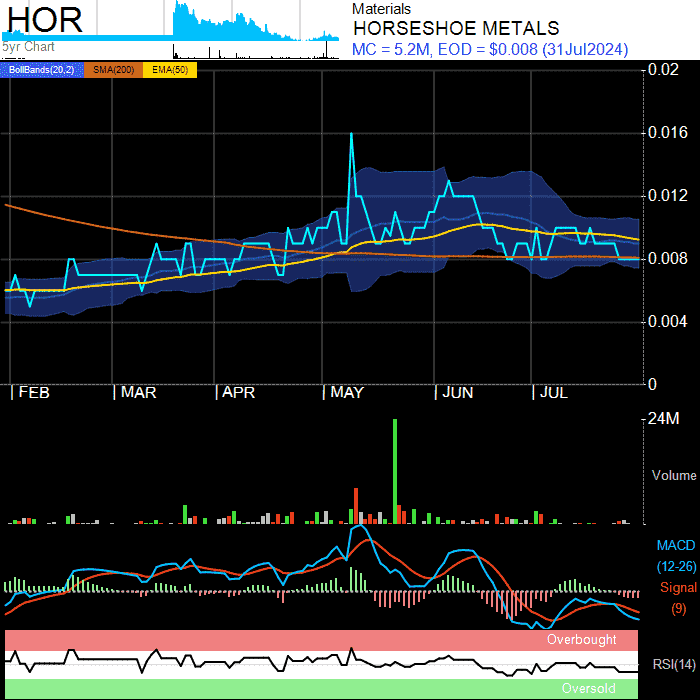 HOR
5yr Chart
Materials
HORSESHOE METALS
MC = 5.2M, EOD = $0.008 (31Jul2024)
BollBands(20,2) SMA(200) EMA(50)
0.02
0.016
0.012
0.008
0.004
0
FEB MAR APR MAY JUN JUL
24M
Volume
MACD
(12-26)
Signal
(9)
Overbought
RSI(14)
Oversold